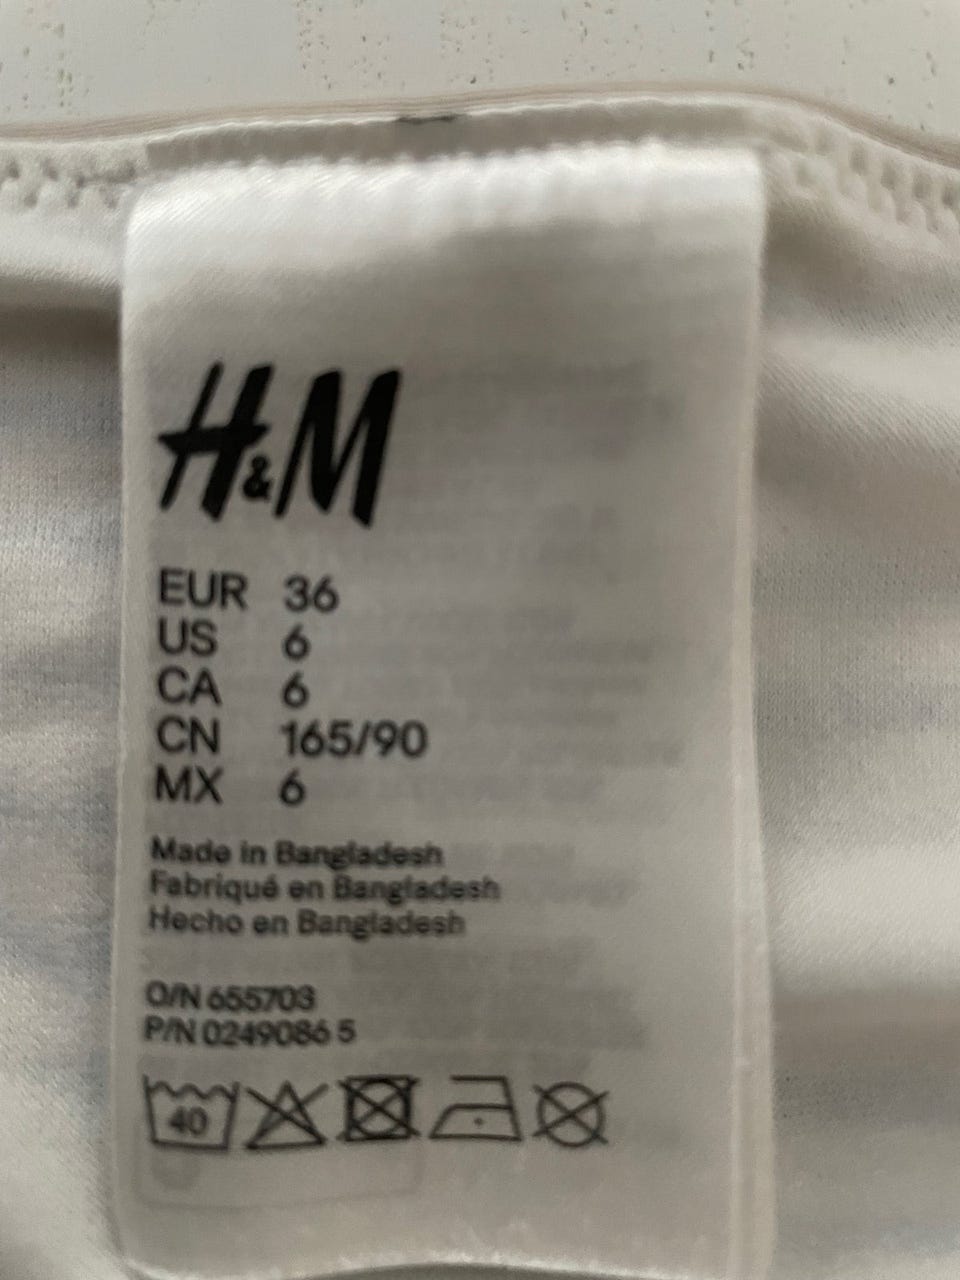 H&M
EUR 36
US 6
CA 6
CN 165/90
MX 6
Made in Bangladesh
Fabriqué en Bangladesh
Hecho en Bangladesh
O/N 655703
P/N 0249086 5
40